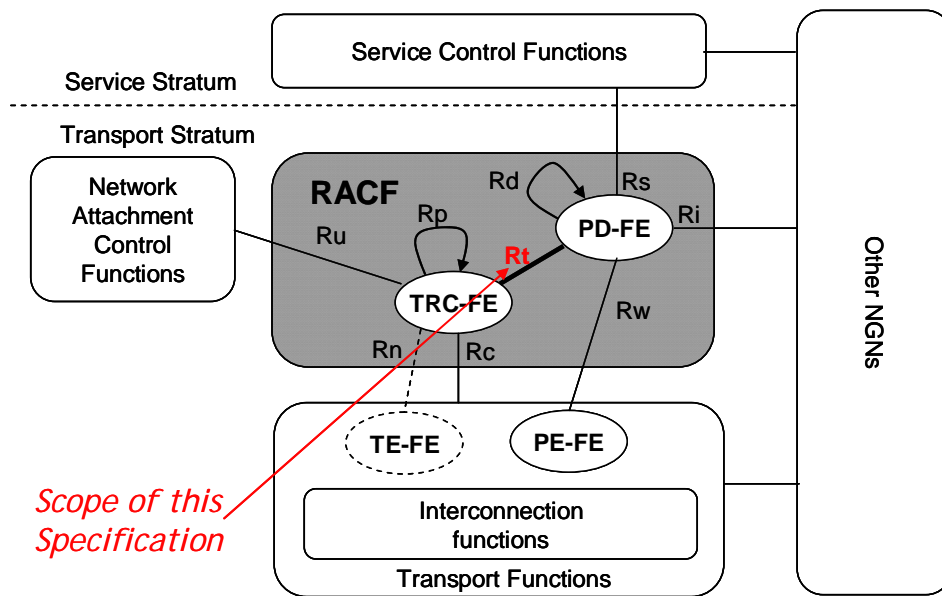 Service Control Functions
Service Stratum
Transport Stratum
Network
Attachment
Control
Functions
RACF
Rd
Rs
Rp
PD-FE
Ri
Ru
Rt
TRC-FE
Rw
Rn
Rc
Other NGNs
TE-FE
PE-FE
Scope of this
Specification
Interconnection
functions
Transport Functions